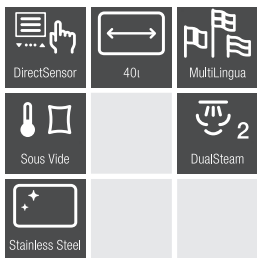 DirectSensor
40l
MultiLingua
Sous Vide
2
DualSteam
Stainless Steel